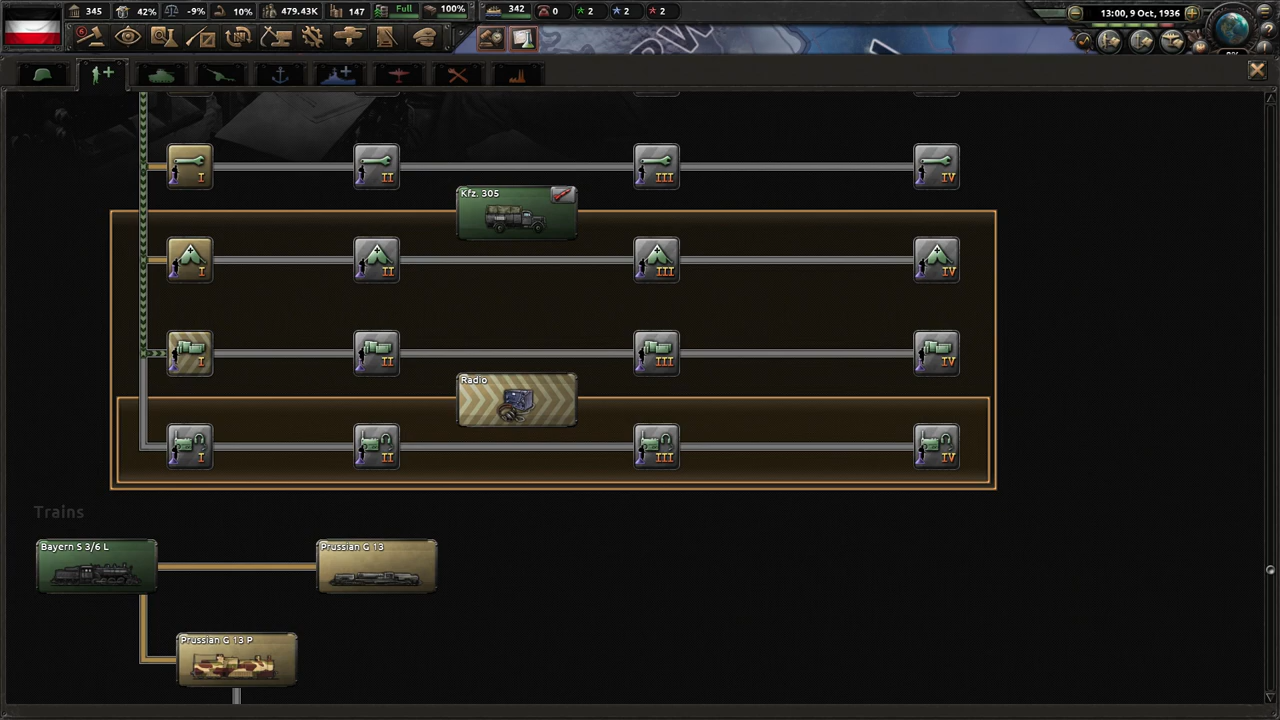 345 42% -9% 10% 479.43K 147 Full 100% 342 0 2 2 2 13:00, 9 Oct, 1936
6
I II III IV
Kfz. 305
I II III IV
I II III IV
Radio
I II III IV
Trains
Bayern S 3/6 L Prussian G 13
Prussian G 13 P